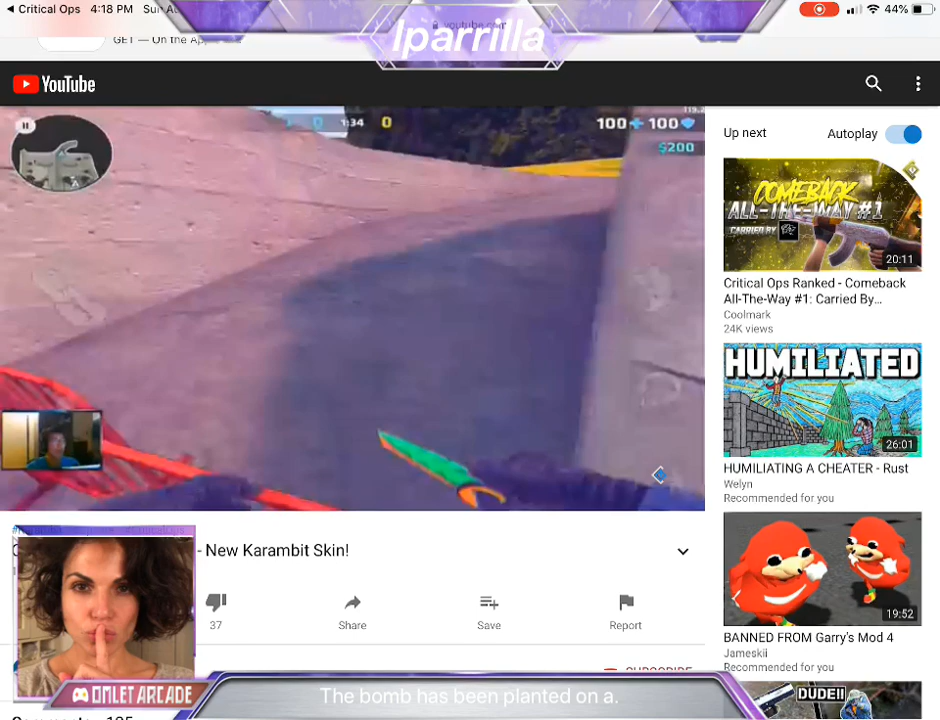 Critical Ops 4:18 PM Sun
44%
youtube.com
lparrilla
GET — On the App
YouTube
1:34 0
100 100
$200
Up next Autoplay
COMEBACK
ALL-THE-WAY #1
CARRIED BY
20:11
Critical Ops Ranked - Comeback
All-The-Way #1: Carried By...
Coolmark
24K views
HUMILIATED
26:01
HUMILIATING A CHEATER - Rust
Welyn
Recommended for you
19:52
BANNED FROM Garry's Mod 4
Jameskii
Recommended for you
DUDE!!
- New Karambit Skin!
37 Share Save Report
SUBSCRIBE
OMLET ARCADE
The bomb has been planted on a.